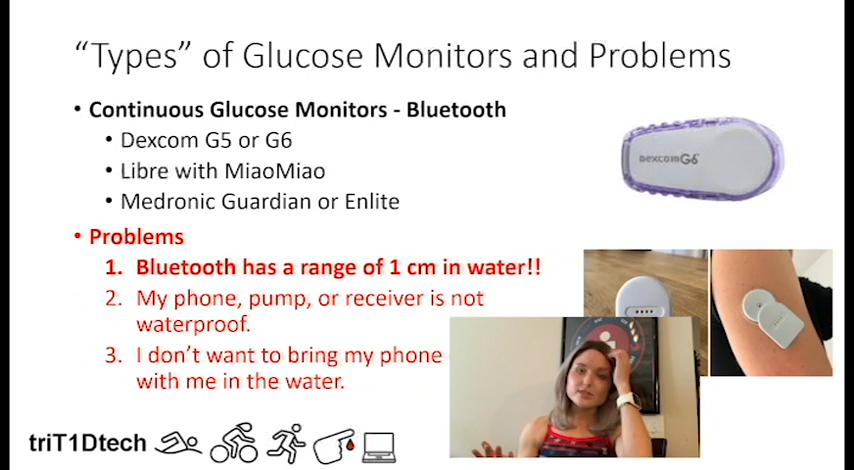 “Types” of Glucose Monitors and Problems
• Continuous Glucose Monitors - Bluetooth
• Dexcom G5 or G6
• Libre with MiaoMiao
• Medronic Guardian or Enlite
• Problems
1. Bluetooth has a range of 1 cm in water!!
2. My phone, pump, or receiver is not
waterproof.
3. I don’t want to bring my phone
with me in the water.
DexcomG6
triT1Dtech